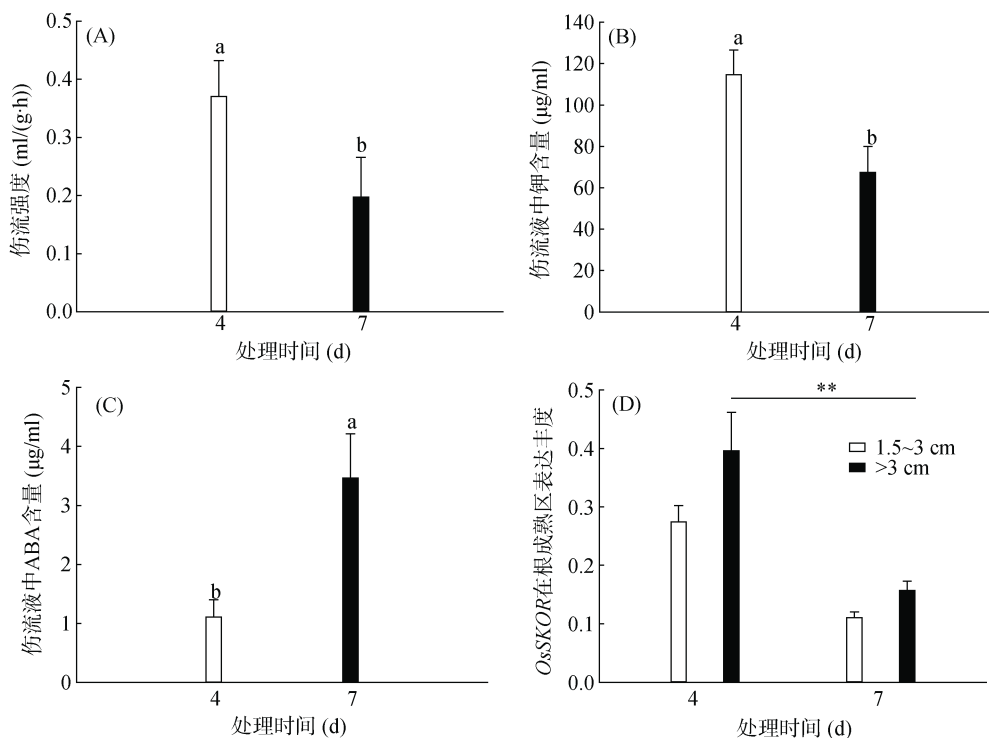 (A)
伤流强度 (ml/(g·h))
0.5
0.4
0.3
0.2
0.1
0.0
a
b
4
7
处理时间 (d)
(B)
伤流液中钾含量 (μg/ml)
140
120
100
80
60
40
20
0
a
b
4
7
处理时间 (d)
(C)
伤流液中ABA含量 (μg/ml)
5
4
3
2
1
0
b
a
4
7
处理时间 (d)
(D)
OsSKOR在根成熟区表达丰度
0.5
0.4
0.3
0.2
0.1
0.0
**
1.5~3 cm
>3 cm
4
7
处理时间 (d)